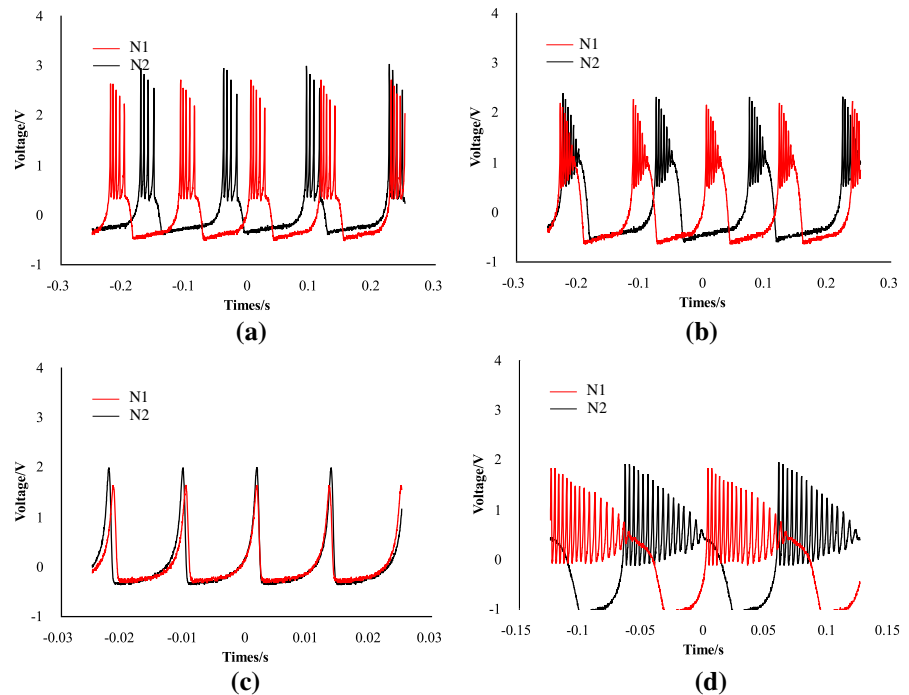 4
3
2
1
0
-1
Voltage/V
N1
N2
-0.3 -0.2 -0.1 0 0.1 0.2 0.3
Times/s
(a)
4
3
2
1
0
-1
Voltage/V
N1
N2
-0.3 -0.2 -0.1 0 0.1 0.2 0.3
Times/s
(b)
4
3
2
1
0
-1
Voltage/V
N1
N2
-0.03 -0.02 -0.01 0 0.01 0.02 0.03
Times/s
(c)
4
3
2
1
0
-1
Voltage/V
N1
N2
-0.15 -0.1 -0.05 0 0.05 0.1 0.15
Time/s
(d)